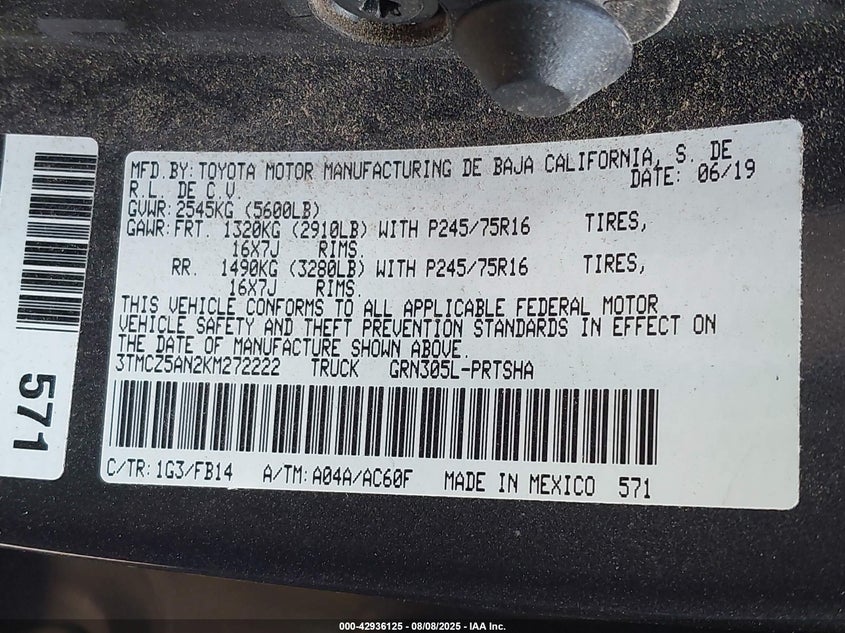 MFD. BY: TOYOTA MOTOR MANUFACTURING DE BAJA CALIFORNIA, S. DE
R.L. DE C.V.
DATE: 06/19
GVWR: 2545KG (5600LB)
GAWR: FRT. 1320KG (2910LB) WITH P245/75R16 TIRES,
16X7J RIMS.
RR. 1490KG (3280LB) WITH P245/75R16 TIRES,
16X7J RIMS.
THIS VEHICLE CONFORMS TO ALL APPLICABLE FEDERAL MOTOR
VEHICLE SAFETY AND THEFT PREVENTION STANDARDS IN EFFECT ON
THE DATE OF MANUFACTURE SHOWN ABOVE.
3TMCZ5AN2KM272222 TRUCK GRN305L-PRTSHA
C/TR: 1G3/FB14 A/TM: A04A/AC60F MADE IN MEXICO 571
571
000-42936125 - 08/08/2025 - IAA Inc.